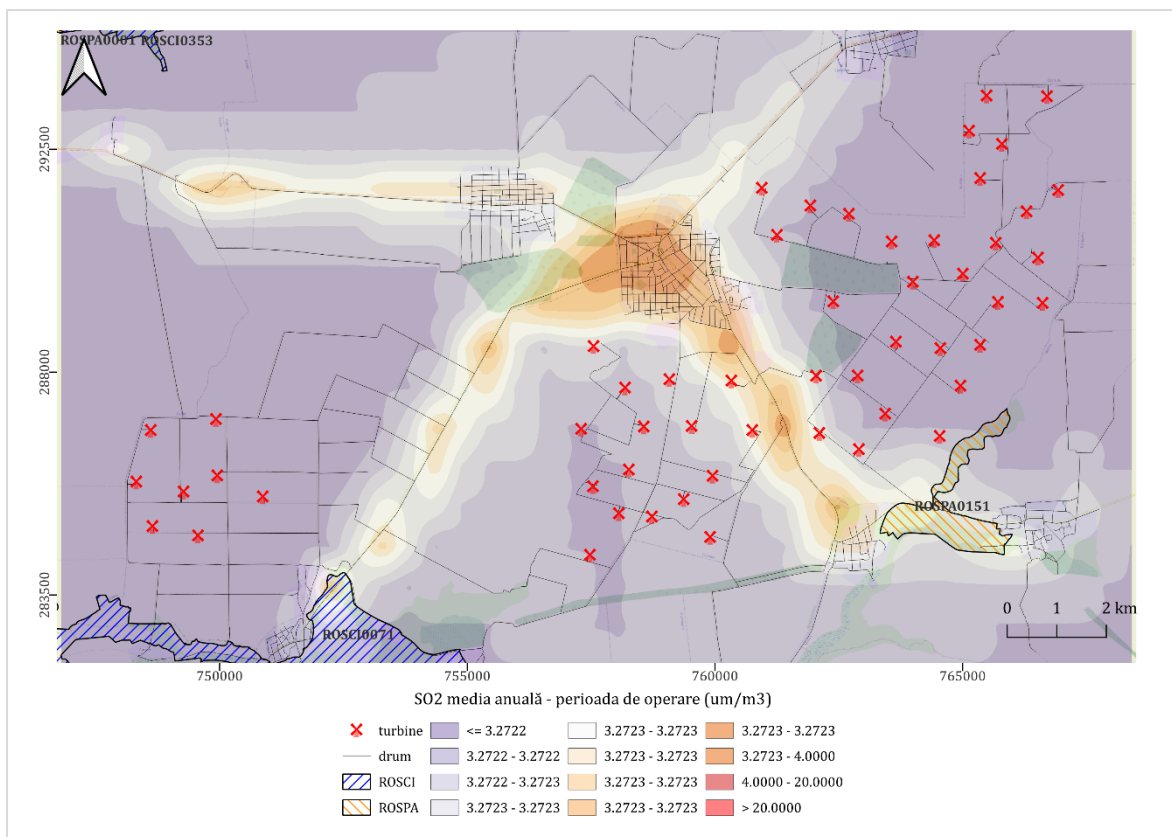 ROSPA0001 ROSCI0353
292500
288000
ROSPA0151
283500
ROSCI0071
0 1 2 km
750000 755000 760000 765000
SO2 media anuală - perioada de operare (um/m3)
turbine <= 3.2722 3.2723 - 3.2723 3.2723 - 3.2723
drum 3.2722 - 3.2722 3.2723 - 3.2723 3.2723 - 4.0000
ROSCI 3.2722 - 3.2723 3.2723 - 3.2723 4.0000 - 20.0000
ROSPA 3.2723 - 3.2723 3.2723 - 3.2723 > 20.0000